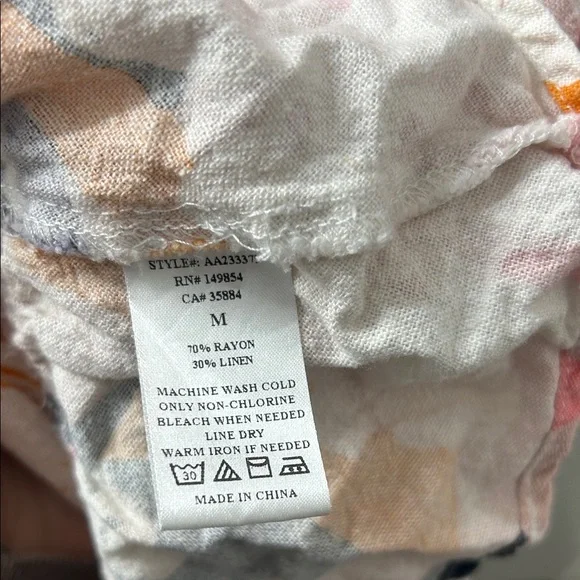 STYLE#: AA23337
RN# 149854
CA# 35884
M
70% RAYON
30% LINEN
MACHINE WASH COLD
ONLY NON-CHLORINE
BLEACH WHEN NEEDED
LINE DRY
WARM IRON IF NEEDED
30
MADE IN CHINA